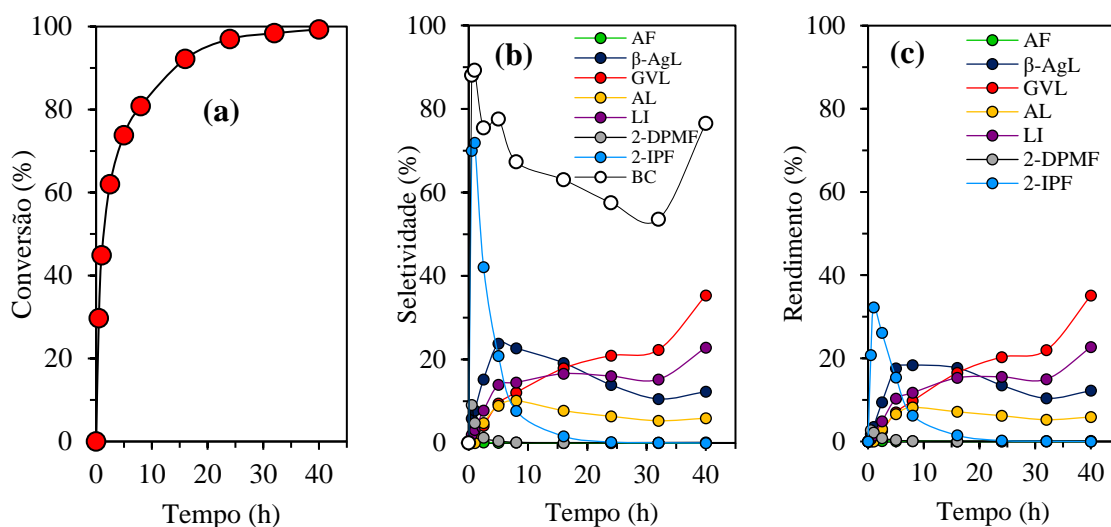 100
80
60
40
20
0
0 10 20 30 40
Conversão (%)
Tempo (h)
(a)
100
80
60
40
20
0
0 10 20 30 40
Seletividade (%)
Tempo (h)
(b)
AF
β-AgL
GVL
AL
LI
2-DPMF
2-IPF
BC
100
80
60
40
20
0
0 10 20 30 40
Rendimento (%)
Tempo (h)
(c)
AF
β-AgL
GVL
AL
LI
2-DPMF
2-IPF